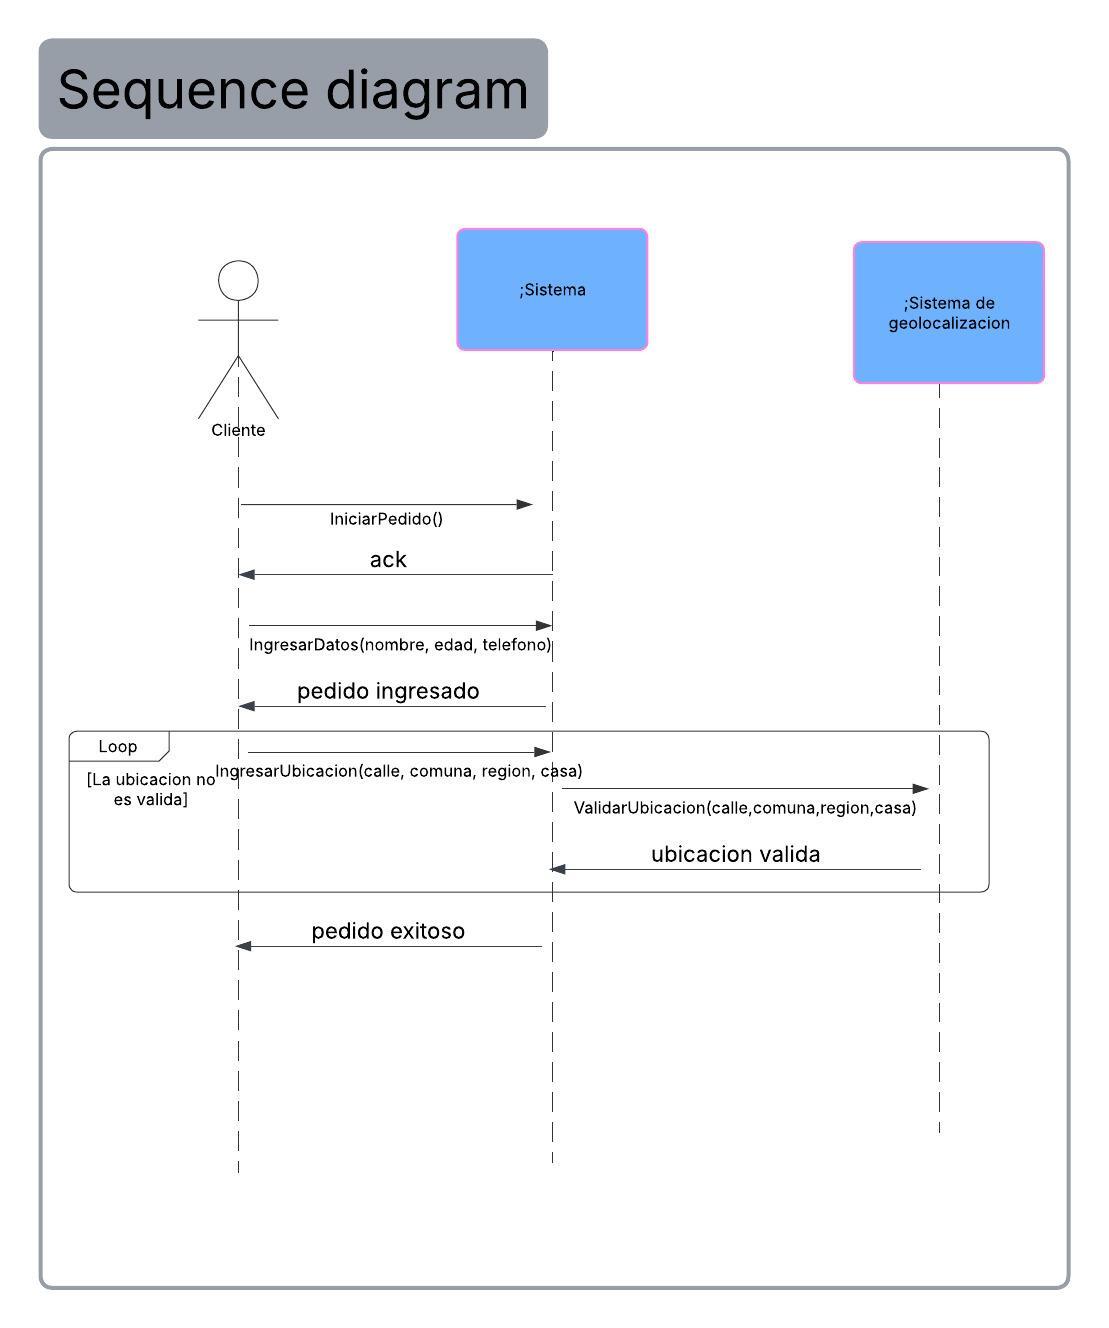 Sequence diagram
;Sistema
;Sistema de
geolocalizacion
Cliente
IniciarPedido()
ack
IngresarDatos(nombre, edad, telefono)
pedido ingresado
Loop
[La ubicacion no
es valida]
IngresarUbicacion(calle, comuna, region, casa)
ValidarUbicacion(calle,comuna,region,casa)
ubicacion valida
pedido exitoso